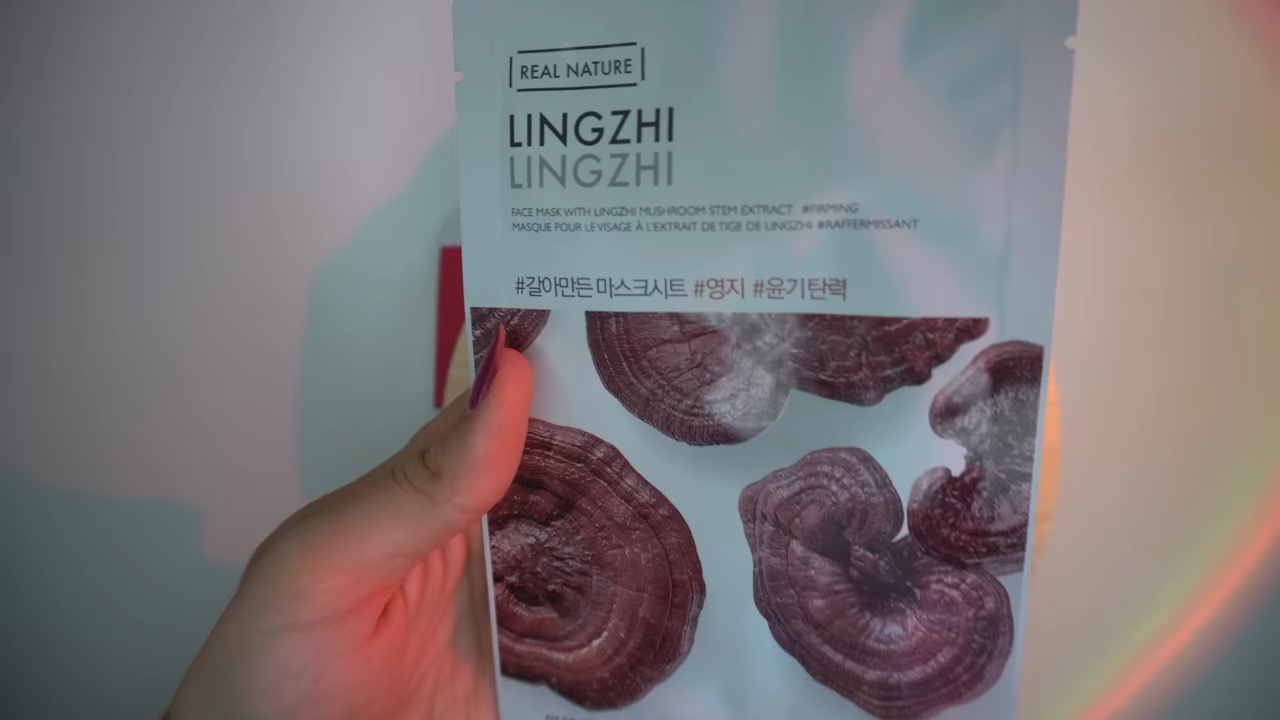 REAL NATURE
LINGZHI
LINGZHI
FACE MASK WITH LINGZHI MUSHROOM STEM EXTRACT #FIRMING
MASQUE POUR LE VISAGE À L'EXTRAIT DE TIGE DE LINGZHI #RAFFERMISSANT
#갈아만든 마스크시트 #영지 #윤기탄력